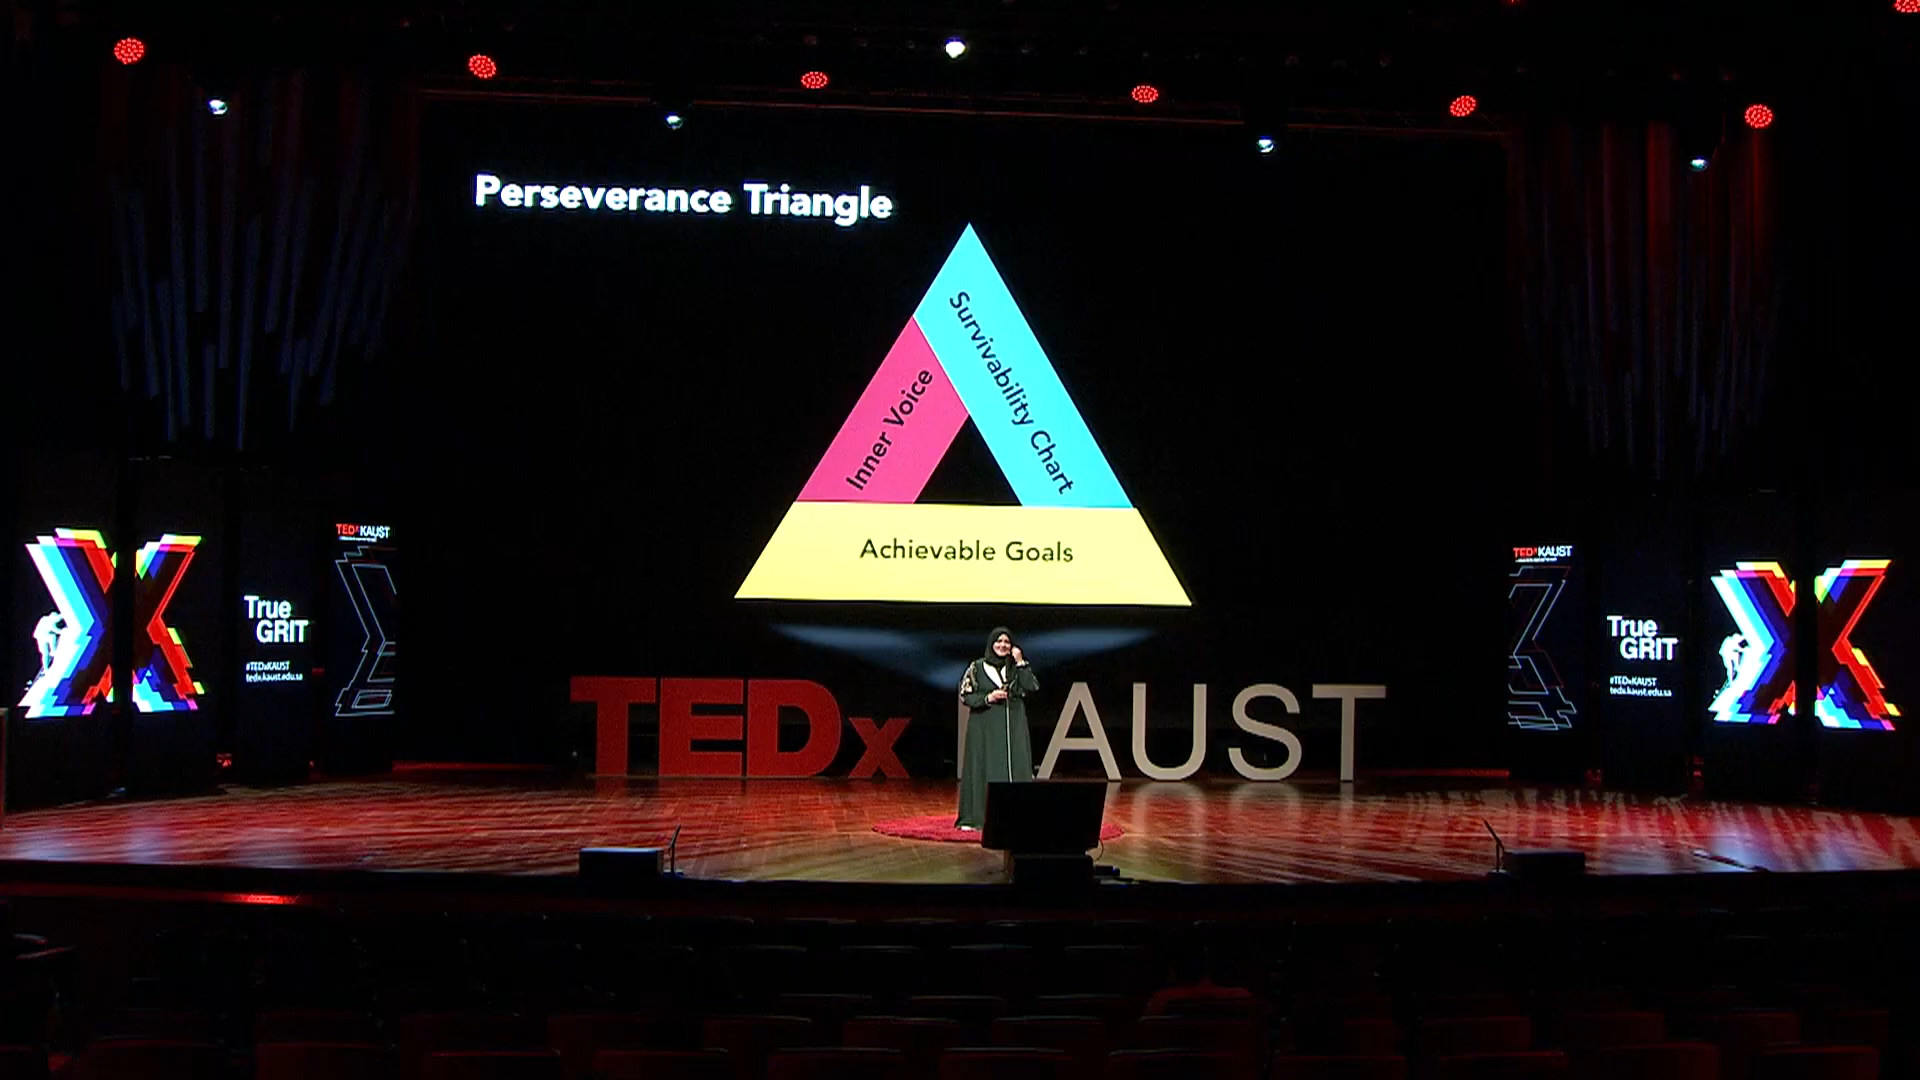 Perseverance Triangle
Survivability Chart
Inner Voice
Achievable Goals
TEDxKAUST
True
GRIT
#TEDxKAUST
tedx.kaust.edu.sa
TEDxKAUST
True
GRIT
#TEDxKAUST
tedx.kaust.edu.sa
TEDx KAUST